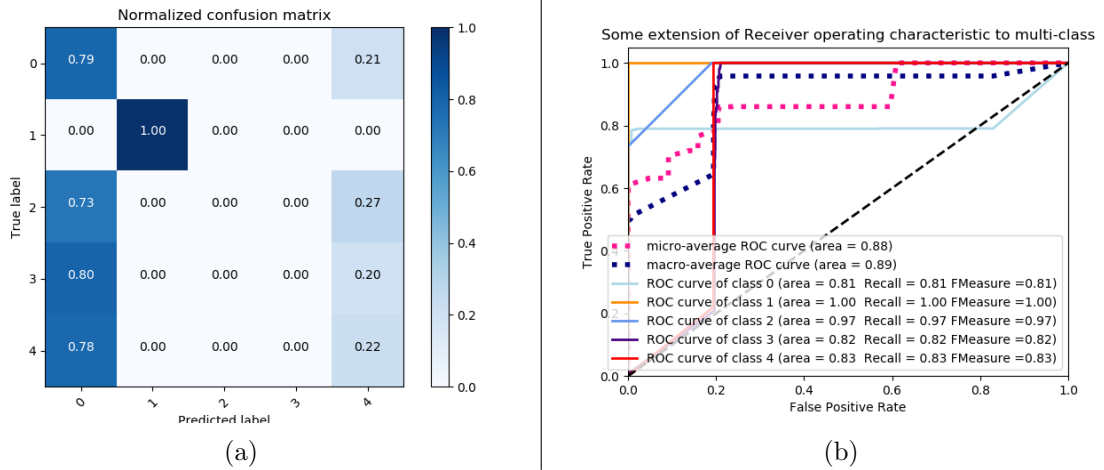 Normalized confusion matrix
1.0
0 0.79 0.00 0.00 0.00 0.21
0.8
1 0.00 1.00 0.00 0.00 0.00
0.6
True label
2 0.73 0.00 0.00 0.00 0.27
0.4
3 0.80 0.00 0.00 0.00 0.20
0.2
4 0.78 0.00 0.00 0.00 0.22
0.0
0 1 2 3 4
Predicted label
(a)
Some extension of Receiver operating characteristic to multi-class
1.0
0.8
0.6
0.4
0.2
0.0
True Positive Rate
micro-average ROC curve (area = 0.88)
macro-average ROC curve (area = 0.89)
ROC curve of class 0 (area = 0.81 Recall = 0.81 FMeasure =0.81)
ROC curve of class 1 (area = 1.00 Recall = 1.00 FMeasure =1.00)
ROC curve of class 2 (area = 0.97 Recall = 0.97 FMeasure =0.97)
ROC curve of class 3 (area = 0.82 Recall = 0.82 FMeasure =0.82)
ROC curve of class 4 (area = 0.83 Recall = 0.83 FMeasure =0.83)
0.0 0.2 0.4 0.6 0.8 1.0
False Positive Rate
(b)